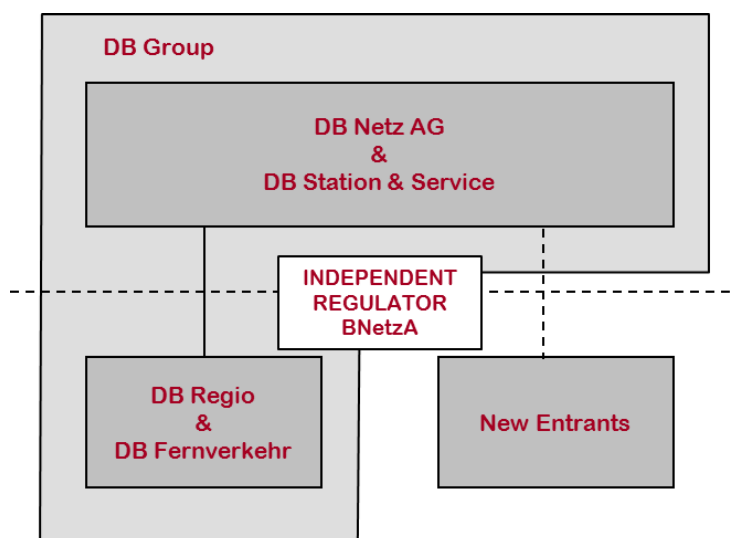 DB Group
DB Netz AG
&
DB Station & Service
INDEPENDENT
REGULATOR
BNetzA
DB Regio
&
DB Fernverkehr
New Entrants